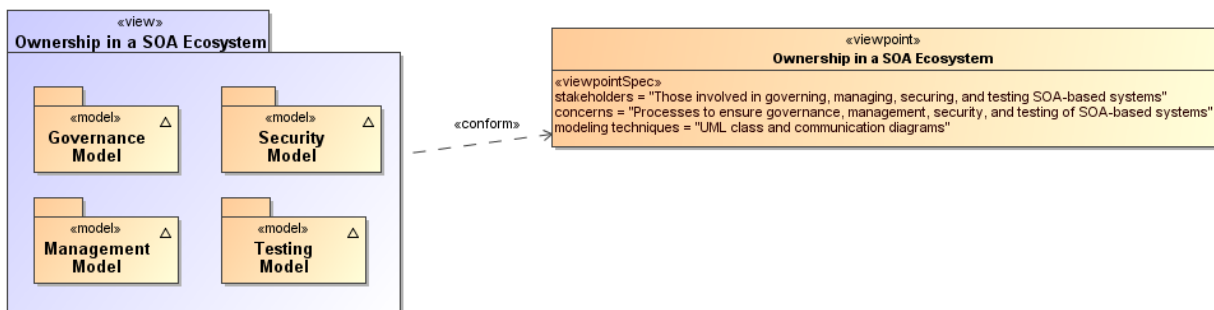 «view»
Ownership in a SOA Ecosystem
«model»
Governance
Model
«model»
Security
Model
«model»
Management
Model
«model»
Testing
Model
«conform»
«viewpoint»
Ownership in a SOA Ecosystem
«viewpointSpec»
stakeholders = "Those involved in governing, managing, securing, and testing SOA-based systems"
concerns = "Processes to ensure governance, management, security, and testing of SOA-based systems"
modeling techniques = "UML class and communication diagrams"